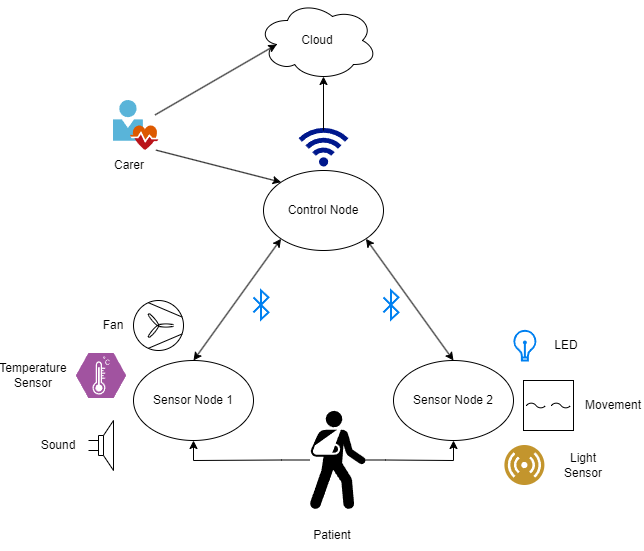 Cloud
Carer
Control Node
Fan
LED
Temperature
Sensor
°C
Sensor Node 1
Sensor Node 2
Movement
Sound
Light
Sensor
Patient